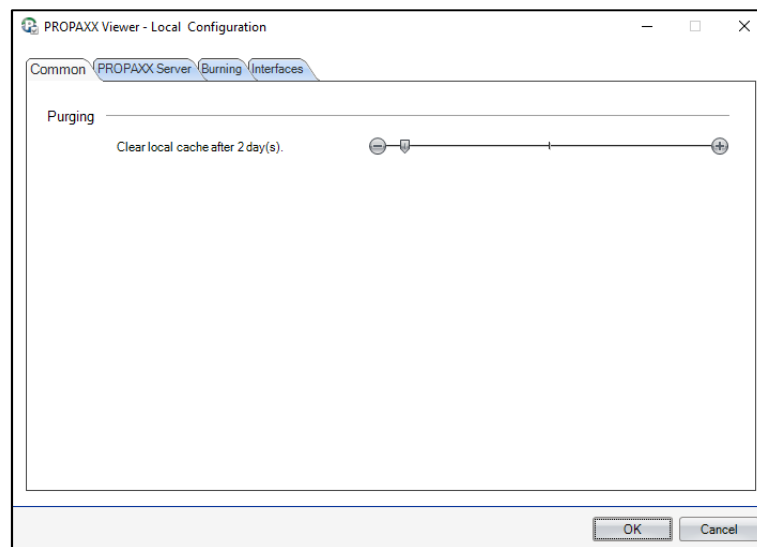 PROPAXX Viewer - Local Configuration
Common PROPAXX Server Burning Interfaces
Purging
Clear local cache after 2 day(s).
OK Cancel